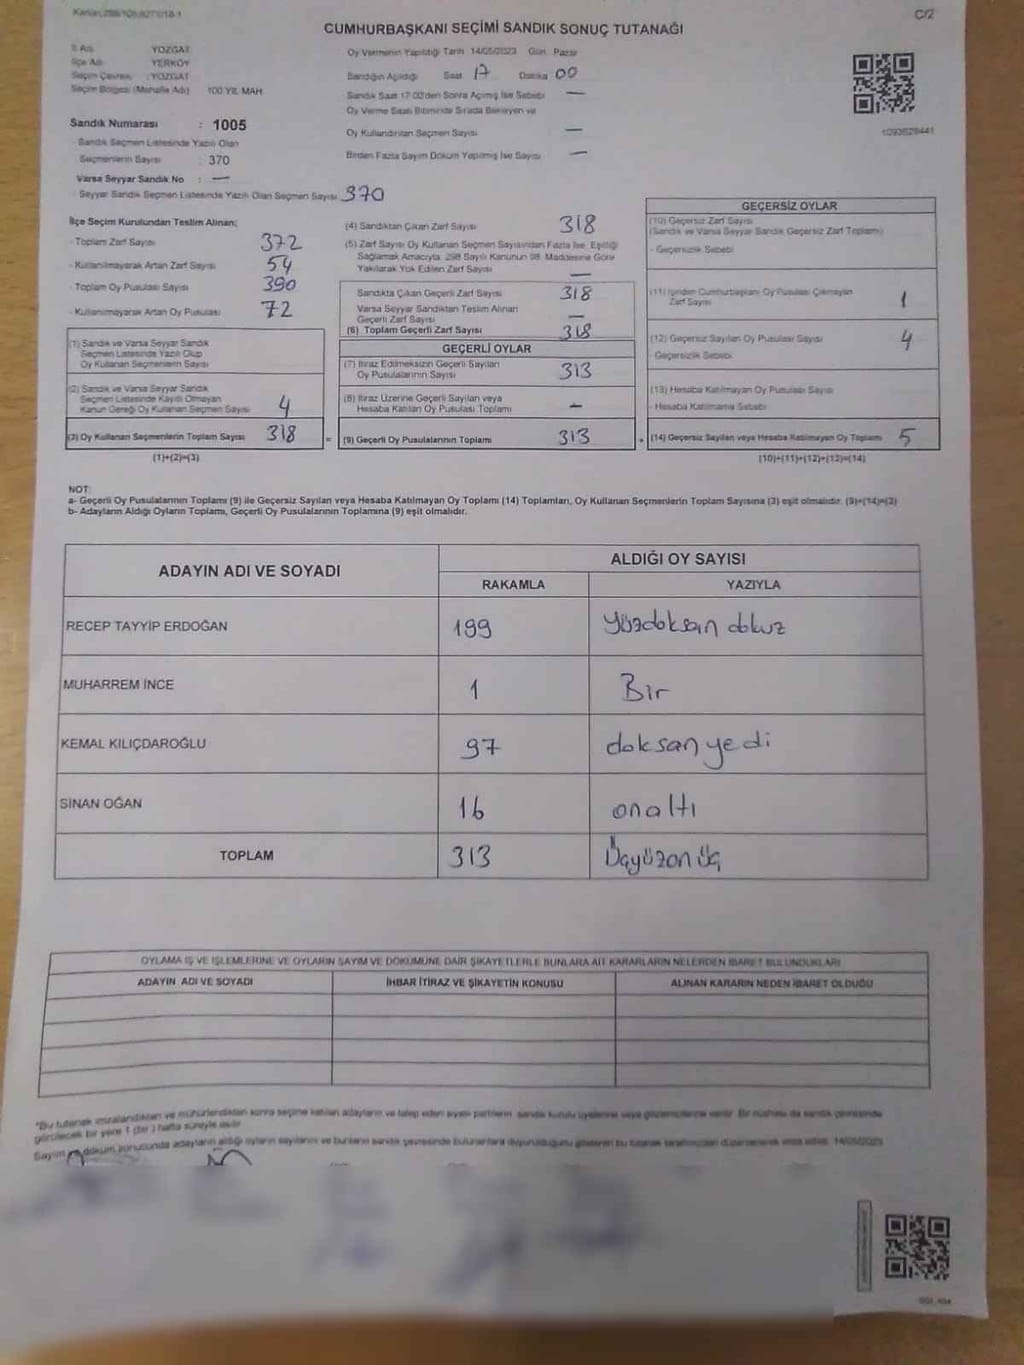 C/2
CUMHURBAŞKANI SEÇİMİ SANDIK SONUÇ TUTANAĞI
İl Adı YOZGAT
İlçe Adı YERKÖY
Seçim Çevresi : YOZGAT
Seçim Bölgesi (Mahalle Adı) 100 YIL MAH
Sandık Numarası : 1005
- Sandık Seçmen Listesinde Yazılı Olan
Seçmenlerin Sayısı : 370
Varsa Seyyar Sandık No : —
- Seyyar Sandık Seçmen Listesinde Yazılı Olan Seçmen Sayısı 370
Oy Vermenin Yapıldığı Tarih 14/05/2023 Gün Pazar
Sandığın Açıldığı Saat 17 Dakika 00
Sandık Saat 17:00'den Sonra Açılmış İse Sebebi —
Oy Verme Saati Bitiminde Sırada Bekleyen ve
Oy Kullandırılan Seçmen Sayısı —
Birden Fazla Sayım Döküm Yapılmış İse Sayısı —
1093629441
İlçe Seçim Kurulundan Teslim Alınan;
- Toplam Zarf Sayısı 372
- Kullanılmayarak Artan Zarf Sayısı 54
- Toplam Oy Pusulası Sayısı 390
- Kullanılmayarak Artan Oy Pusulası 72
(1) Sandık ve Varsa Seyyar Sandık
Seçmen Listesinde Yazılı Olup
Oy Kullanan Seçmenlerin Sayısı
(2) Sandık ve Varsa Seyyar Sandık
Seçmen Listesinde Kayıtlı Olmayan
Kanun Gereği Oy Kullanan Seçmen Sayısı 4
(3) Oy Kullanan Seçmenlerin Toplam Sayısı 318
(1)+(2)=(3)
(4) Sandıktan Çıkan Zarf Sayısı 318
(5) Zarf Sayısı Oy Kullanan Seçmen Sayısından Fazla İse, Eşitliği
Sağlamak Amacıyla, 298 Sayılı Kanunun 98. Maddesine Göre
Yakılarak Yok Edilen Zarf Sayısı —
Sandıkta Çıkan Geçerli Zarf Sayısı 318
Varsa Seyyar Sandıktan Teslim Alınan
Geçerli Zarf Sayısı —
(6) Toplam Geçerli Zarf Sayısı 318
GEÇERLİ OYLAR
(7) İtiraz Edilmeksizin Geçerli Sayılan
Oy Pusulalarının Sayısı 313
(8) İtiraz Üzerine Geçerli Sayılan veya
Hesaba Katılan Oy Pusulası Toplamı —
= (9) Geçerli Oy Pusulalarının Toplamı 313
GEÇERSİZ OYLAR
(10) Geçersiz Zarf Sayısı
(Sandık ve Varsa Seyyar Sandık Geçersiz Zarf Toplamı)
- Geçersizlik Sebebi
(11) İçinden Cumhurbaşkanı Oy Pusulası Çıkmayan
Zarf Sayısı 1
(12) Geçersiz Sayılan Oy Pusulası Sayısı 4
- Geçersizlik Sebebi
(13) Hesaba Katılmayan Oy Pusulası Sayısı
- Hesaba Katılmama Sebebi
+ (14) Geçersiz Sayılan veya Hesaba Katılmayan Oy Toplamı 5
(10)+(11)+(12)+(13)=(14)
NOT:
a- Geçerli Oy Pusulalarının Toplamı (9) ile Geçersiz Sayılan veya Hesaba Katılmayan Oy Toplamı (14) Toplamları, Oy Kullanan Seçmenlerin Toplam Sayısına (3) eşit olmalıdır. (9)+(14)=(3)
b- Adayların Aldığı Oyların Toplamı, Geçerli Oy Pusulalarının Toplamına (9) eşit olmalıdır.
ADAYIN ADI VE SOYADI
ALDIĞI OY SAYISI
RAKAMLA YAZIYLA
RECEP TAYYİP ERDOĞAN 199 Yüzdoksan dokuz
MUHARREM İNCE 1 Bir
KEMAL KILIÇDAROĞLU 97 doksan yedi
SİNAN OĞAN 16 onaltı
TOPLAM 313 Üçyüzon üç
OYLAMA İŞ VE İŞLEMLERİNE VE OYLARIN SAYIM VE DÖKÜMÜNE DAİR ŞİKAYETLERLE BUNLARA AİT KARARLARIN NELERDEN İBARET BULUNDUKLARI
ADAYIN ADI VE SOYADI İHBAR İTİRAZ VE ŞİKAYETİN KONUSU ALINAN KARARIN NEDEN İBARET OLDUĞU
"Bu tutanak imzalandıktan ve mühürlendikten sonra seçime katılan adayların ve talep eden siyasi partilerin sandık kurulu üyelerine veya gözlemcilerine verilir. Bir nüshası da sandık çevresinde
görülecek bir yere 1 (bir) hafta süreyle asılır.
Sayım döküm sonucunda adayların aldığı oyların sayılarını ve bunların sandık çevresinde bulunanlara duyurulduğunu gösteren bu tutanak tarafımızdan düzenlenerek imza edildi. 14/05/2023